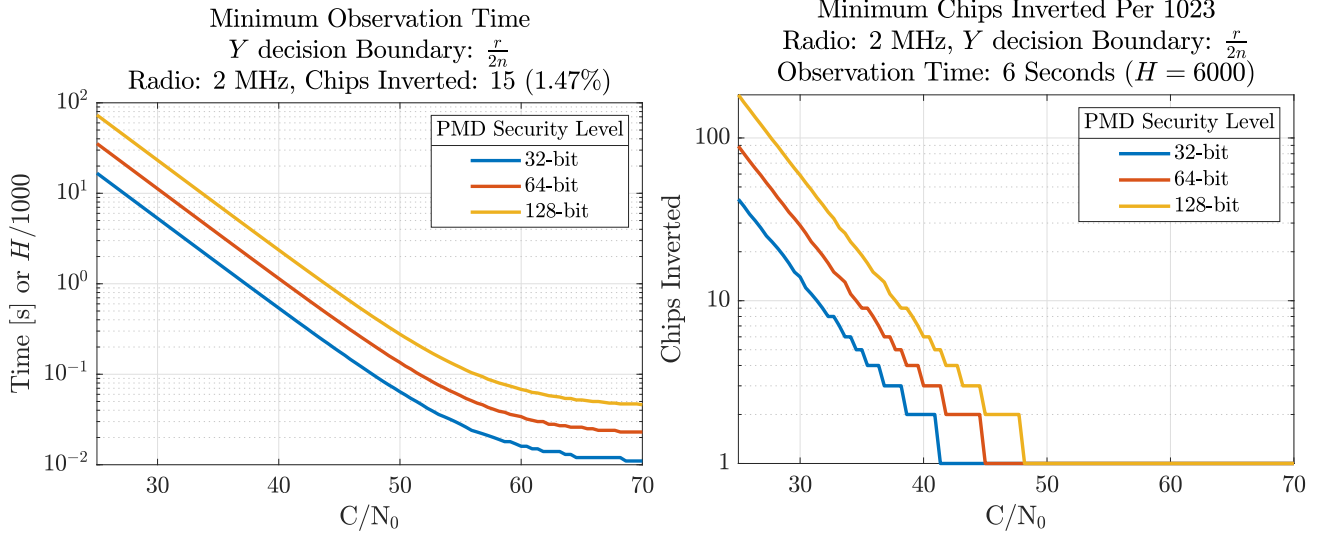 Minimum Observation Time
Y decision Boundary: r/2n
Radio: 2 MHz, Chips Inverted: 15 (1.47%)
PMD Security Level
32-bit
64-bit
128-bit
10^2
10^1
10^0
10^-1
10^-2
Time [s] or H/1000
30 40 50 60 70
C/N_0
Minimum Chips Inverted Per 1023
Radio: 2 MHz, Y decision Boundary: r/2n
Observation Time: 6 Seconds (H = 6000)
PMD Security Level
32-bit
64-bit
128-bit
100
10
1
Chips Inverted
30 40 50 60 70
C/N_0